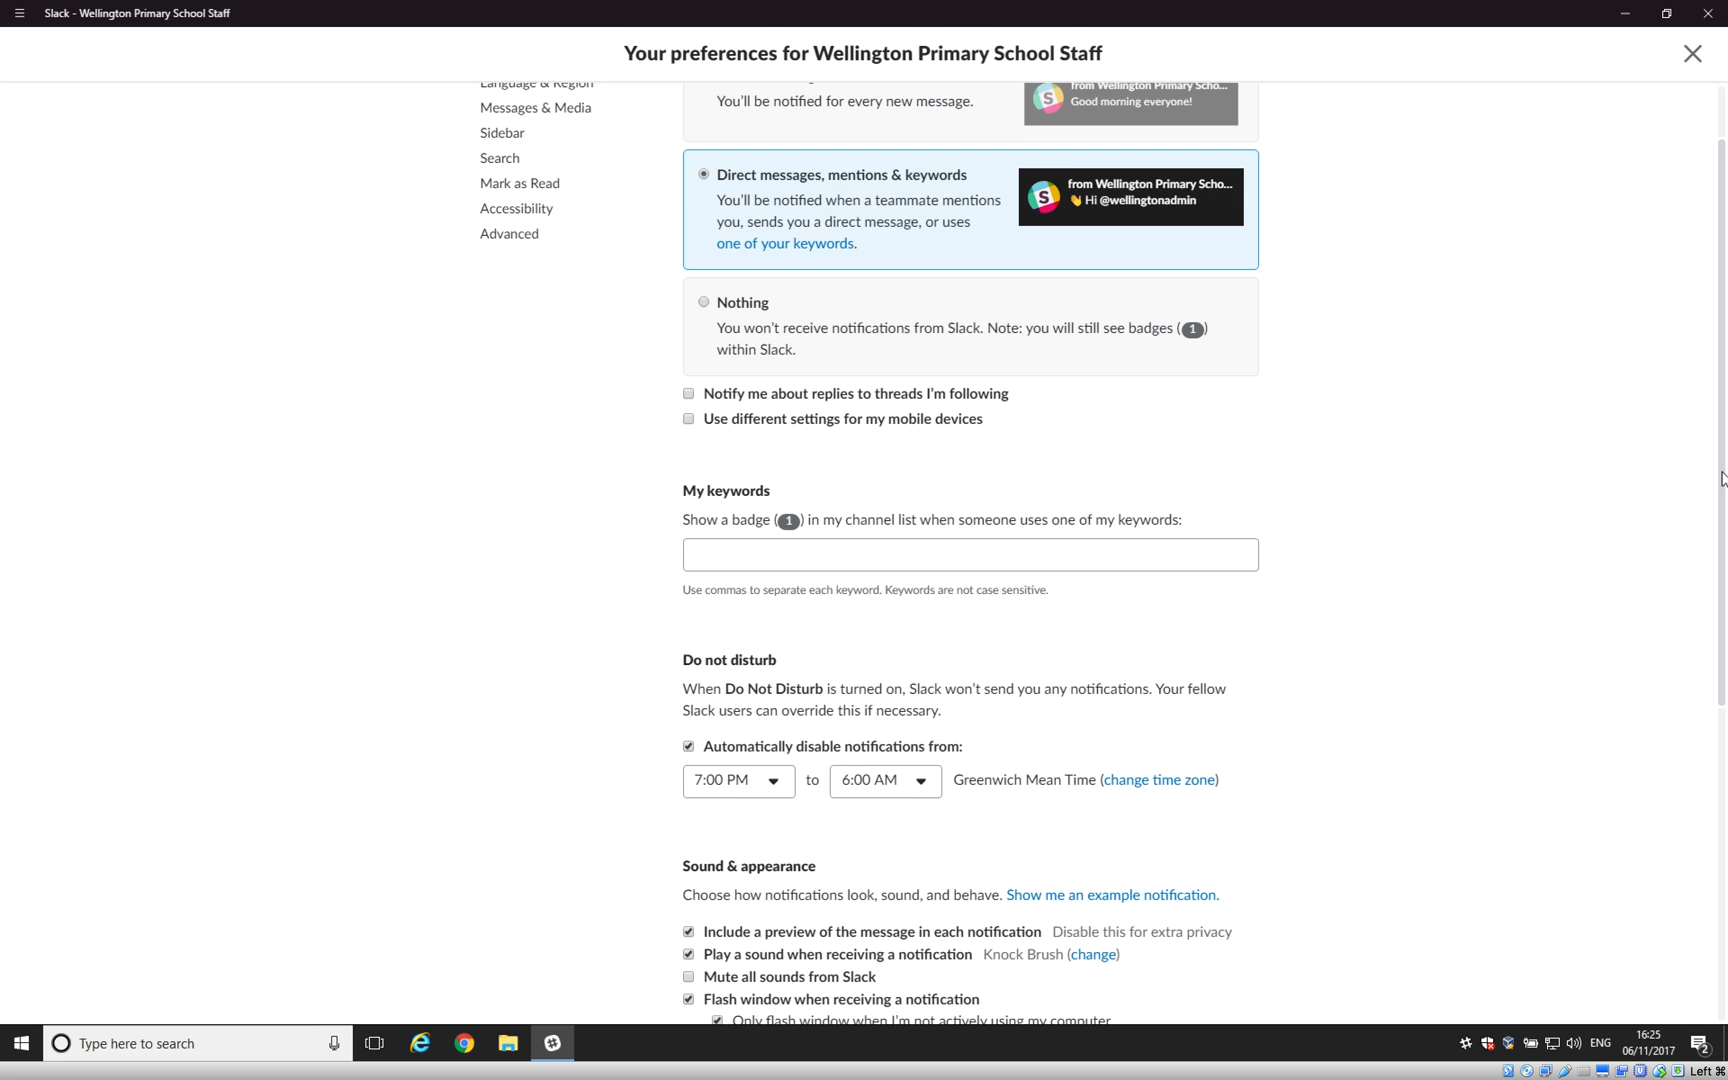 Slack - Wellington Primary School Staff
Your preferences for Wellington Primary School Staff
Language & Region
Messages & Media
Sidebar
Search
Mark as Read
Accessibility
Advanced
You'll be notified for every new message.
from Wellington Primary Scho...
Good morning everyone!
Direct messages, mentions & keywords
You'll be notified when a teammate mentions
you, sends you a direct message, or uses
one of your keywords.
from Wellington Primary Scho...
👋 Hi @wellingtonadmin
Nothing
You won't receive notifications from Slack. Note: you will still see badges (1)
within Slack.
Notify me about replies to threads I'm following
Use different settings for my mobile devices
My keywords
Show a badge (1) in my channel list when someone uses one of my keywords:
Use commas to separate each keyword. Keywords are not case sensitive.
Do not disturb
When Do Not Disturb is turned on, Slack won't send you any notifications. Your fellow
Slack users can override this if necessary.
Automatically disable notifications from:
7:00 PM to 6:00 AM Greenwich Mean Time (change time zone)
Sound & appearance
Choose how notifications look, sound, and behave. Show me an example notification.
Include a preview of the message in each notification Disable this for extra privacy
Play a sound when receiving a notification Knock Brush (change)
Mute all sounds from Slack
Flash window when receiving a notification
Only flash window when I'm not actively using my computer
Type here to search
ENG
16:25
06/11/2017
2
Left ⌘